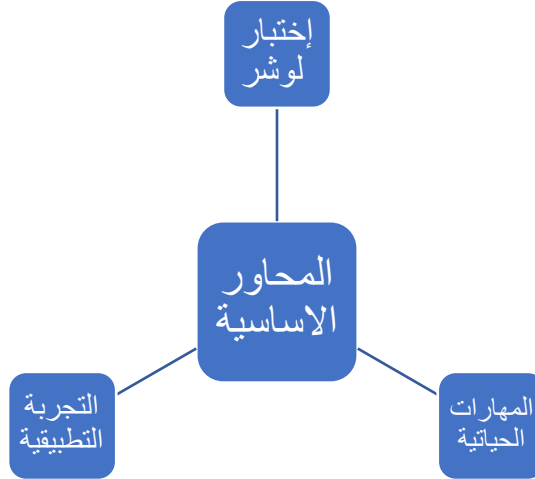 إختبار
لوشر
المحاور
الاساسية
المهارات
الحياتية
التجربة
التطبيقية